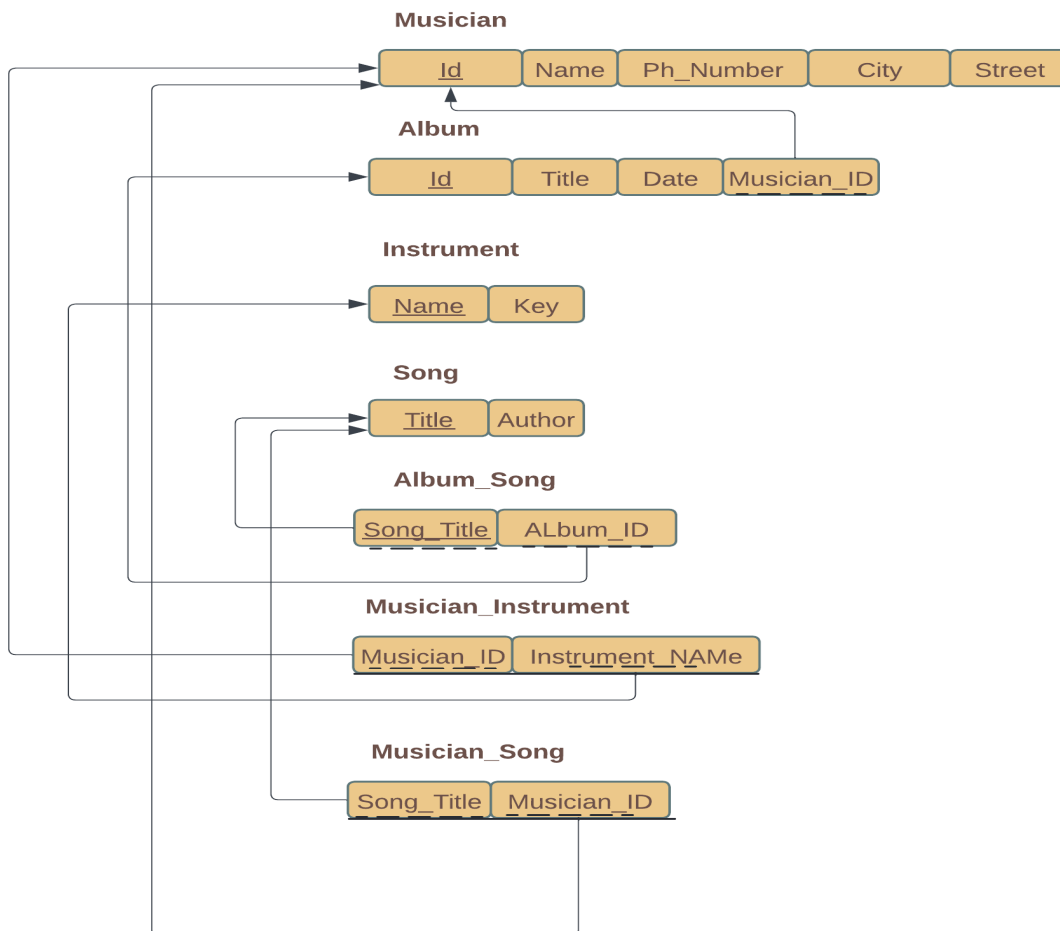 Musician
Id Name Ph_Number City Street
Album
Id Title Date Musician_ID
Instrument
Name Key
Song
Title Author
Album_Song
Song_Title ALbum_ID
Musician_Instrument
Musician_ID Instrument_NAMe
Musician_Song
Song_Title Musician_ID